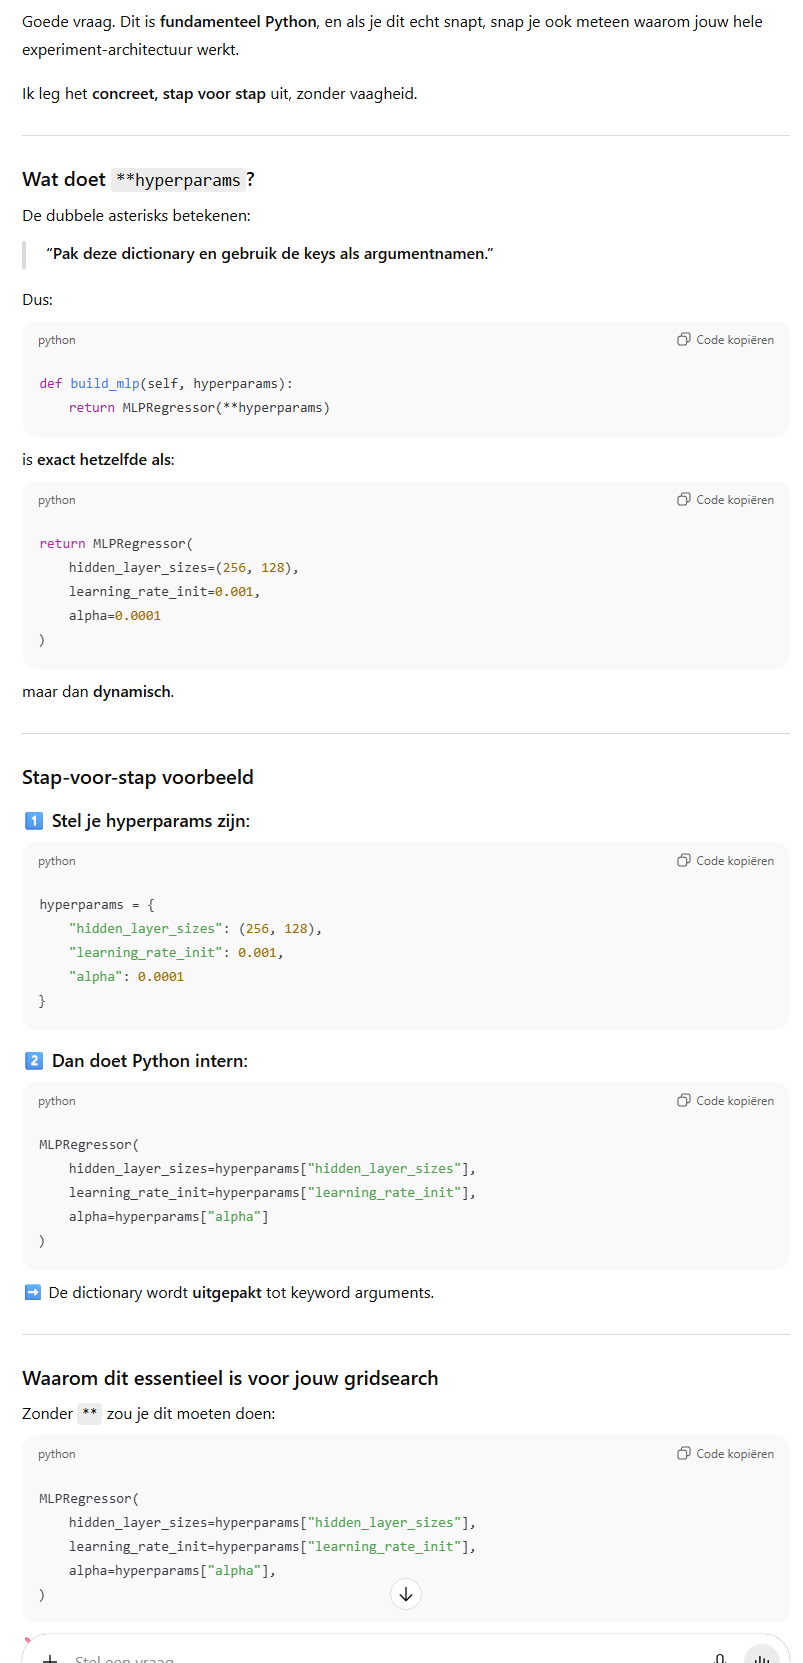 Goede vraag. Dit is fundamenteel Python, en als je dit echt snapt, snap je ook meteen waarom jouw hele
experiment-architectuur werkt.
Ik leg het concreet, stap voor stap uit, zonder vaagheid.
Wat doet **hyperparams?
De dubbele asterisks betekenen:
“Pak deze dictionary en gebruik de keys als argumentnamen.”
Dus:
python Code kopiëren
def build_mlp(self, hyperparams):
    return MLPRegressor(**hyperparams)
is exact hetzelfde als:
python Code kopiëren
return MLPRegressor(
    hidden_layer_sizes=(256, 128),
    learning_rate_init=0.001,
    alpha=0.0001
)
maar dan dynamisch.
Stap-voor-stap voorbeeld
1️⃣ Stel je hyperparams zijn:
python Code kopiëren
hyperparams = {
    "hidden_layer_sizes": (256, 128),
    "learning_rate_init": 0.001,
    "alpha": 0.0001
}
2️⃣ Dan doet Python intern:
python Code kopiëren
MLPRegressor(
    hidden_layer_sizes=hyperparams["hidden_layer_sizes"],
    learning_rate_init=hyperparams["learning_rate_init"],
    alpha=hyperparams["alpha"]
)
➡️ De dictionary wordt uitgepakt tot keyword arguments.
Waarom dit essentieel is voor jouw gridsearch
Zonder ** zou je dit moeten doen:
python Code kopiëren
MLPRegressor(
    hidden_layer_sizes=hyperparams["hidden_layer_sizes"],
    learning_rate_init=hyperparams["learning_rate_init"],
    alpha=hyperparams["alpha"],
)
Stel een vraag